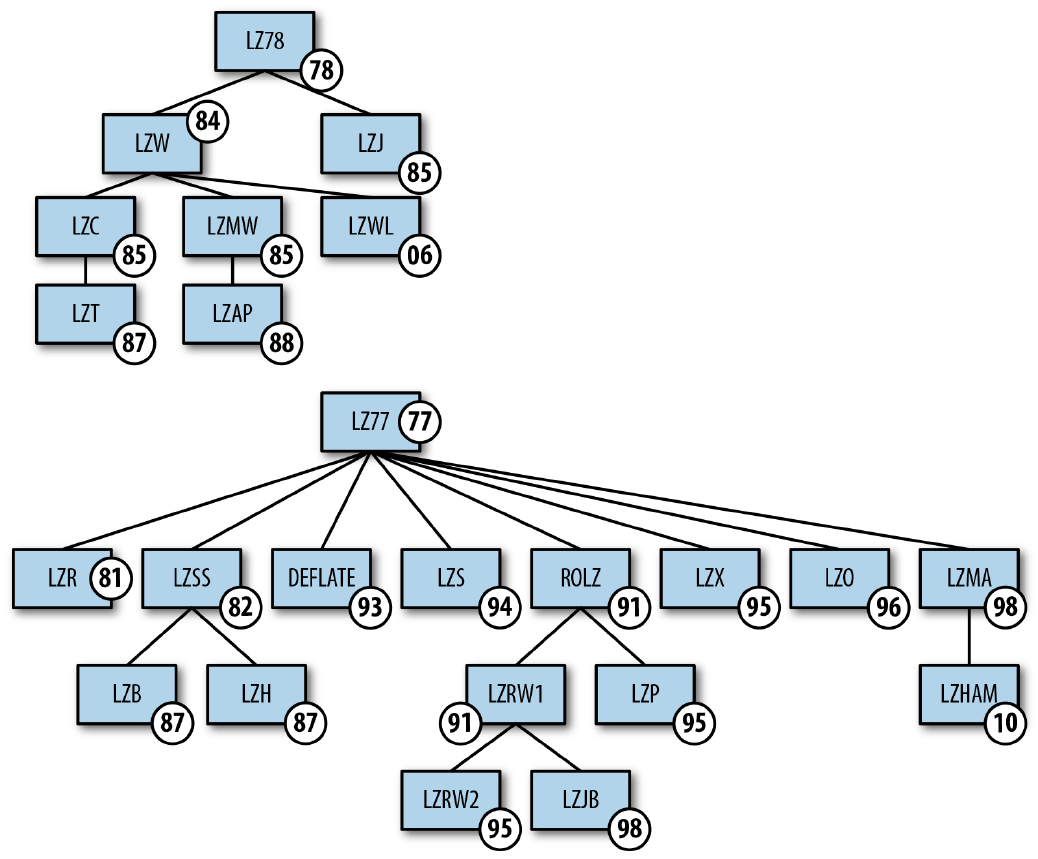 LZ78
78
LZW
84
LZJ
85
LZC
85
LZMW
85
LZWL
06
LZT
87
LZAP
88
LZ77
77
LZR
81
LZSS
82
DEFLATE
93
LZS
94
ROLZ
91
LZX
95
LZO
96
LZMA
98
LZB
87
LZH
87
LZRW1
91
LZP
95
LZHAM
10
LZRW2
95
LZJB
98